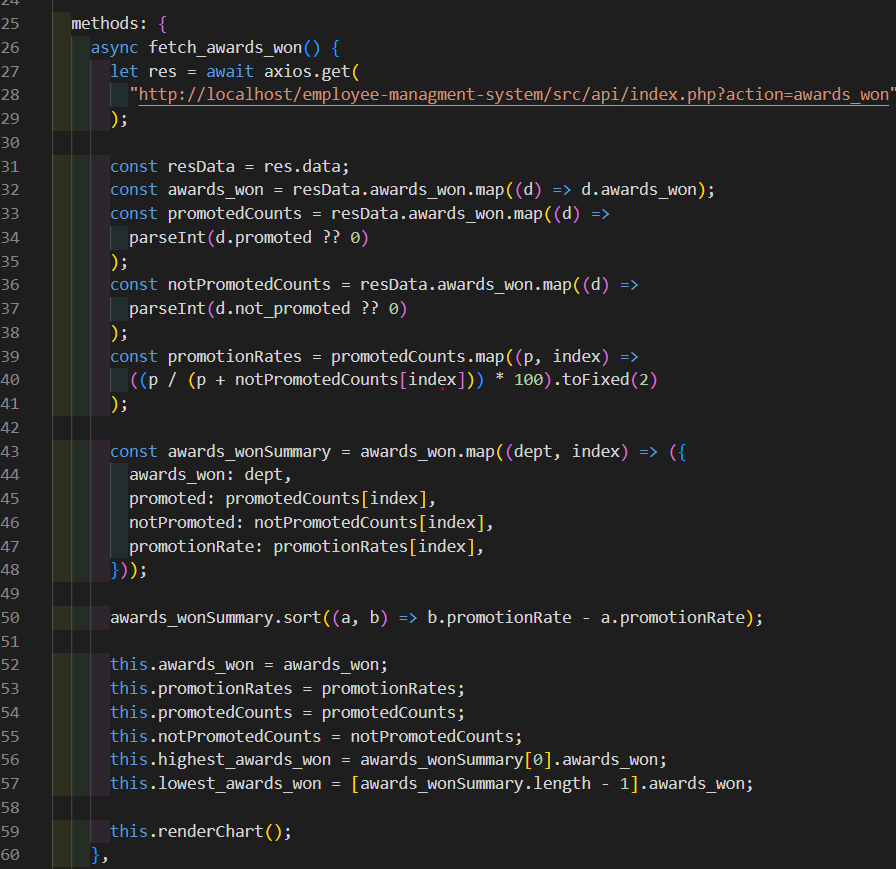 24
25 methods: {
26 async fetch_awards_won() {
27 let res = await axios.get(
28 "http://localhost/employee-managment-system/src/api/index.php?action=awards_won"
29 );
30
31 const resData = res.data;
32 const awards_won = resData.awards_won.map((d) => d.awards_won);
33 const promotedCounts = resData.awards_won.map((d) =>
34 parseInt(d.promoted ?? 0)
35 );
36 const notPromotedCounts = resData.awards_won.map((d) =>
37 parseInt(d.not_promoted ?? 0)
38 );
39 const promotionRates = promotedCounts.map((p, index) =>
40 ((p / (p + notPromotedCounts[index])) * 100).toFixed(2)
41 );
42
43 const awards_wonSummary = awards_won.map((dept, index) => ({
44 awards_won: dept,
45 promoted: promotedCounts[index],
46 notPromoted: notPromotedCounts[index],
47 promotionRate: promotionRates[index],
48 }));
49
50 awards_wonSummary.sort((a, b) => b.promotionRate - a.promotionRate);
51
52 this.awards_won = awards_won;
53 this.promotionRates = promotionRates;
54 this.promotedCounts = promotedCounts;
55 this.notPromotedCounts = notPromotedCounts;
56 this.highest_awards_won = awards_wonSummary[0].awards_won;
57 this.lowest_awards_won = [awards_wonSummary.length - 1].awards_won;
58
59 this.renderChart();
60 },